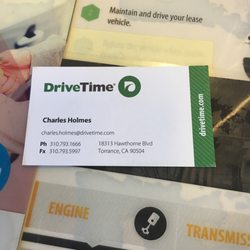 Maintain and drive your lease
vehicle.
DriveTime
Charles Holmes
charles.holmes@drivetime.com
Ph 310.793.1666 18313 Hawthorne Blvd
Fx 310.793.5997 Torrance, CA 90504
drivetime.com
ENGINE
TRANSMISS